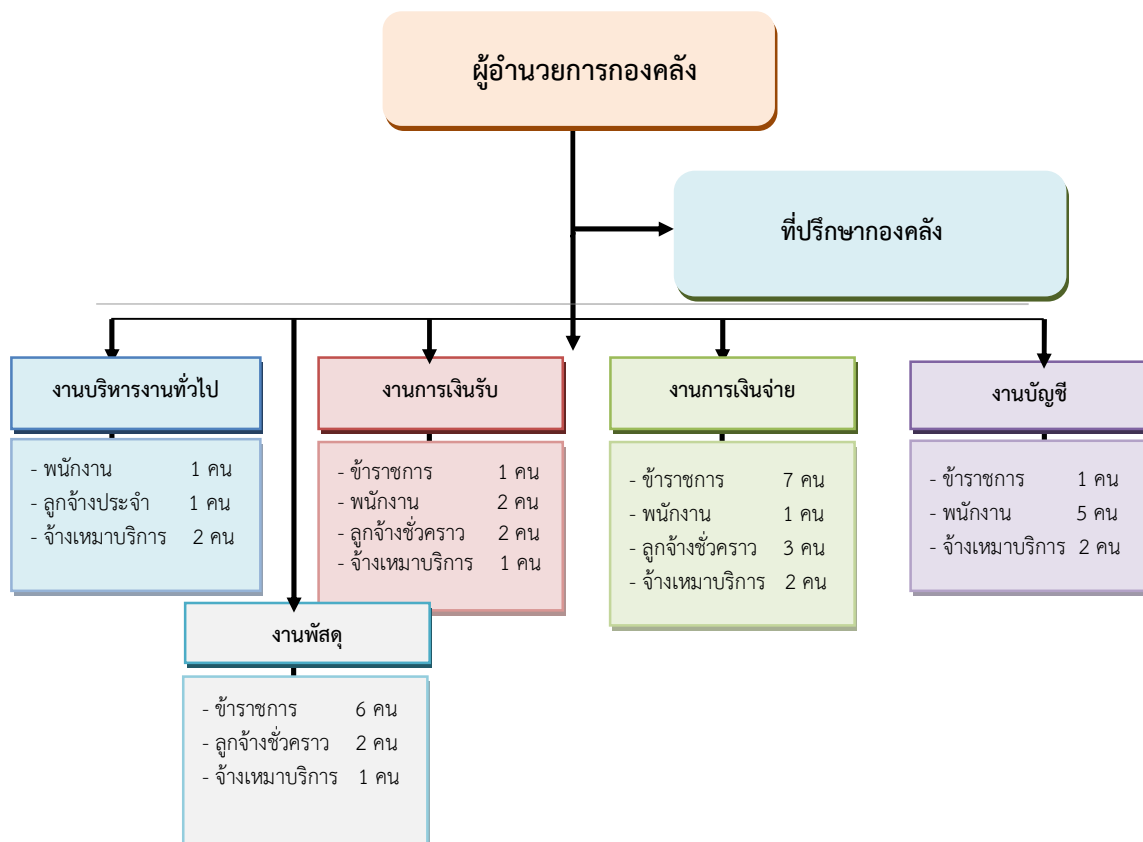 ผู้อำนวยการกองคลัง
ที่ปรึกษากองคลัง
งานบริหารงานทั่วไป
- พนักงาน 1 คน
- ลูกจ้างประจำ 1 คน
- จ้างเหมาบริการ 2 คน
งานการเงินรับ
- ข้าราชการ 1 คน
- พนักงาน 2 คน
- ลูกจ้างชั่วคราว 2 คน
- จ้างเหมาบริการ 1 คน
งานการเงินจ่าย
- ข้าราชการ 7 คน
- พนักงาน 1 คน
- ลูกจ้างชั่วคราว 3 คน
- จ้างเหมาบริการ 2 คน
งานบัญชี
- ข้าราชการ 1 คน
- พนักงาน 5 คน
- จ้างเหมาบริการ 2 คน
งานพัสดุ
- ข้าราชการ 6 คน
- ลูกจ้างชั่วคราว 2 คน
- จ้างเหมาบริการ 1 คน